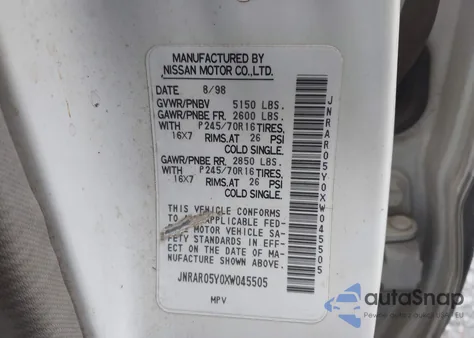 MANUFACTURED BY
NISSAN MOTOR CO.,LTD.
DATE 8/98
GVWR/PNBV 5150 LBS.
GAWR/PNBE FR. 2600 LBS.
WITH P245/70R16 TIRES,
16X7 RIMS, AT 26 PSI
COLD SINGLE.
GAWR/PNBE RR. 2850 LBS.
WITH P245/70R16 TIRES,
16X7 RIMS, AT 26 PSI
COLD SINGLE.
THIS VEHICLE CONFORMS
TO APPLICABLE FED-
MOTOR VEHICLE SA-
FETY STANDARDS IN EFF-
ECT ON THE DATE OF MA-
NUFACTURE SHOWN ABOVE.
JNRAR05Y0XW045505
MPV
JNRAR05Y0XW045505
autoSnap